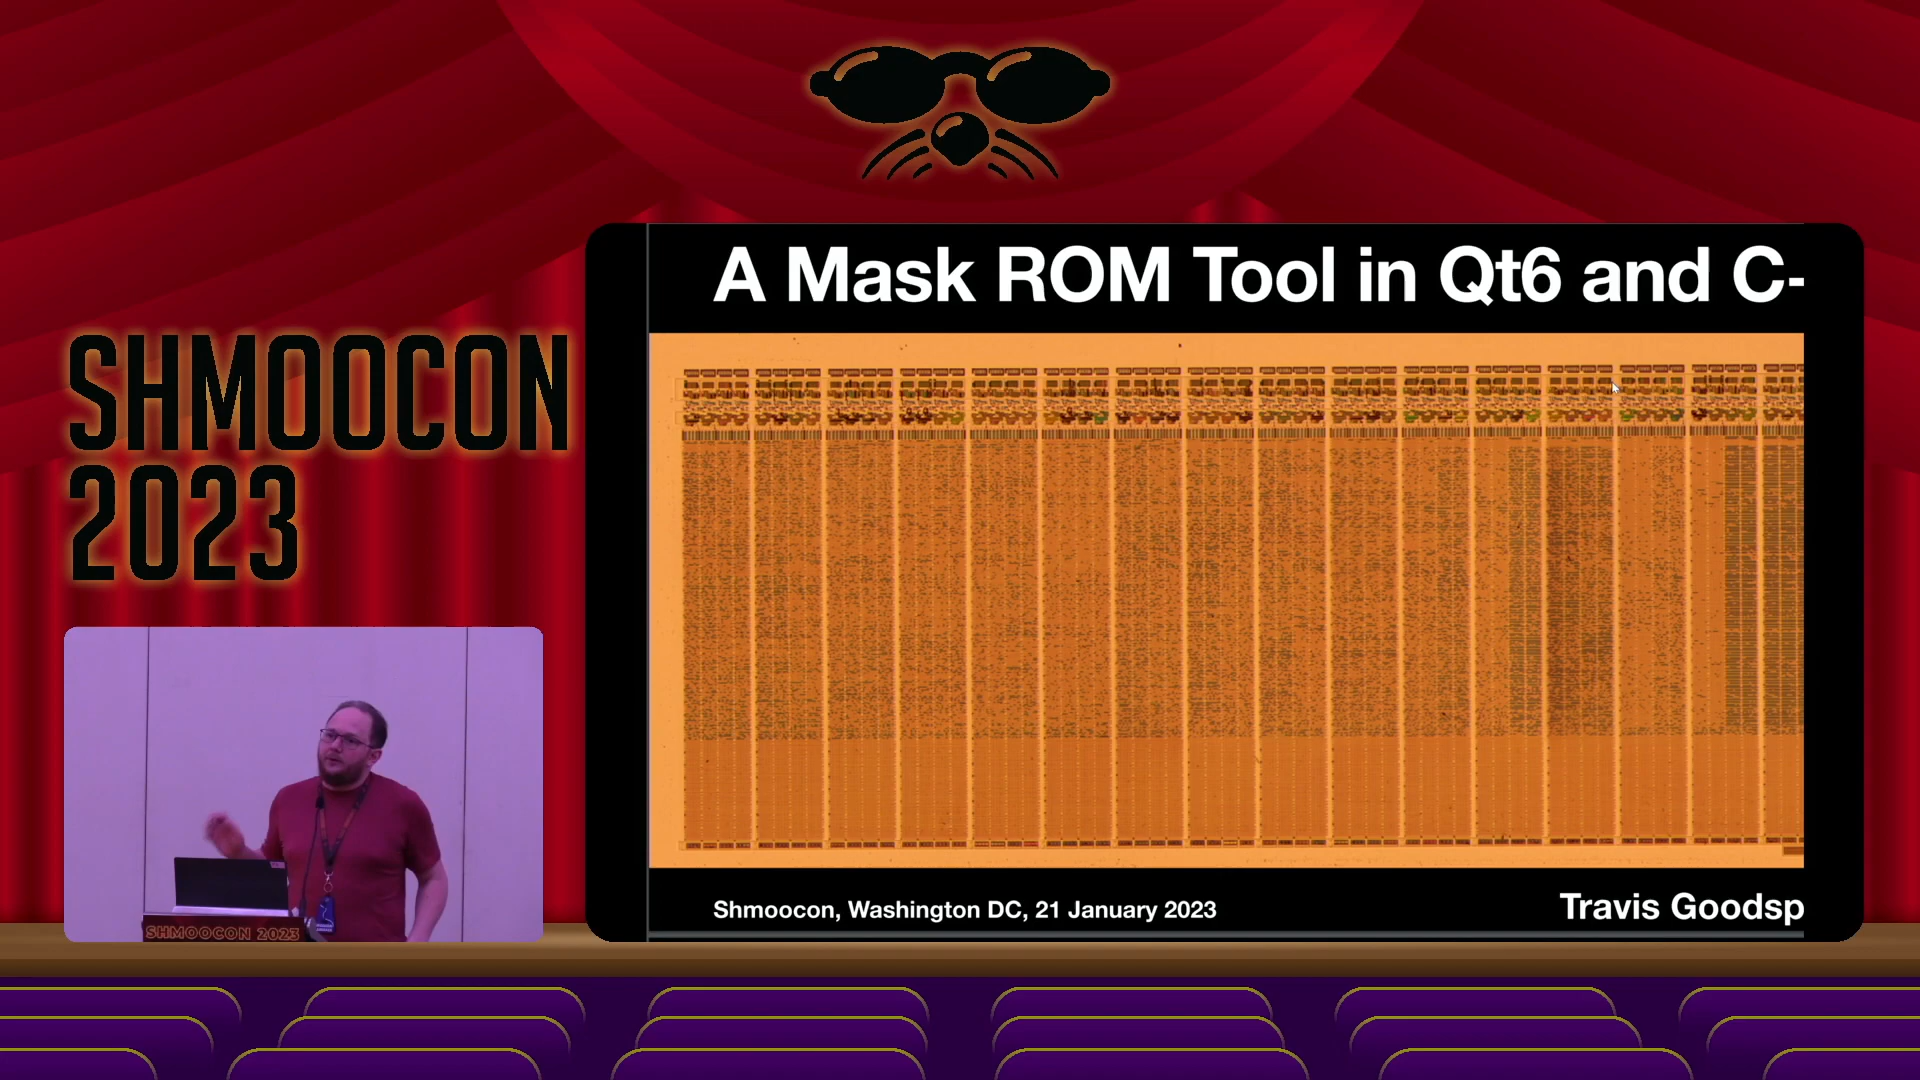 SHMOOCON
2023
A Mask ROM Tool in Qt6 and C-
Shmoocon, Washington DC, 21 January 2023
Travis Goodsp
SHMOOCON 2023